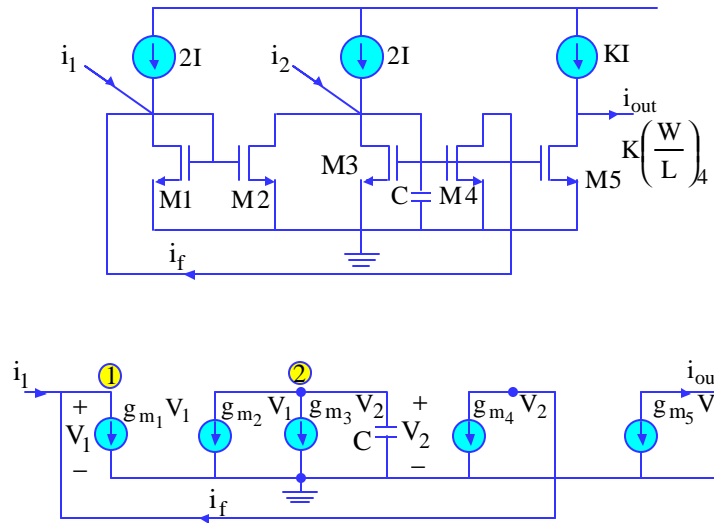 i1 2I i2 2I KI
iout
M1 M2 M3 C M4 M5 K(W/L)4
if
i1 1 2 iou
+ V1 − gm1V1 gm2V1 gm3V2 C + V2 − gm4V2 gm5V
if